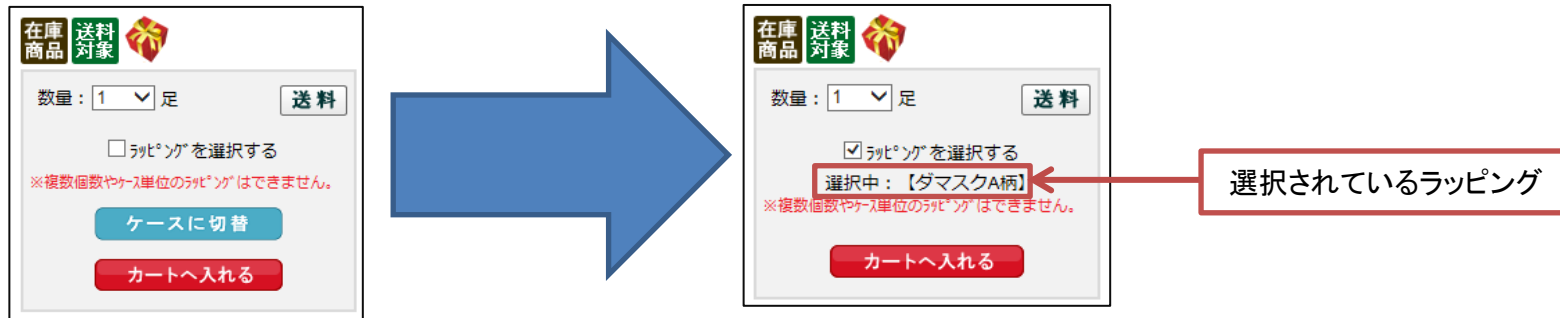 在庫商品 送料対象
数量：1 足 送料
ﾗｯﾋﾟﾝｸﾞを選択する
※複数個数やｹｰｽ単位のﾗｯﾋﾟﾝｸﾞはできません。
ケースに切替
カートへ入れる
在庫商品 送料対象
数量：1 足 送料
ﾗｯﾋﾟﾝｸﾞを選択する
選択中：【ダマスクA柄】
※複数個数やｹｰｽ単位のﾗｯﾋﾟﾝｸﾞはできません。
カートへ入れる
選択されているラッピング